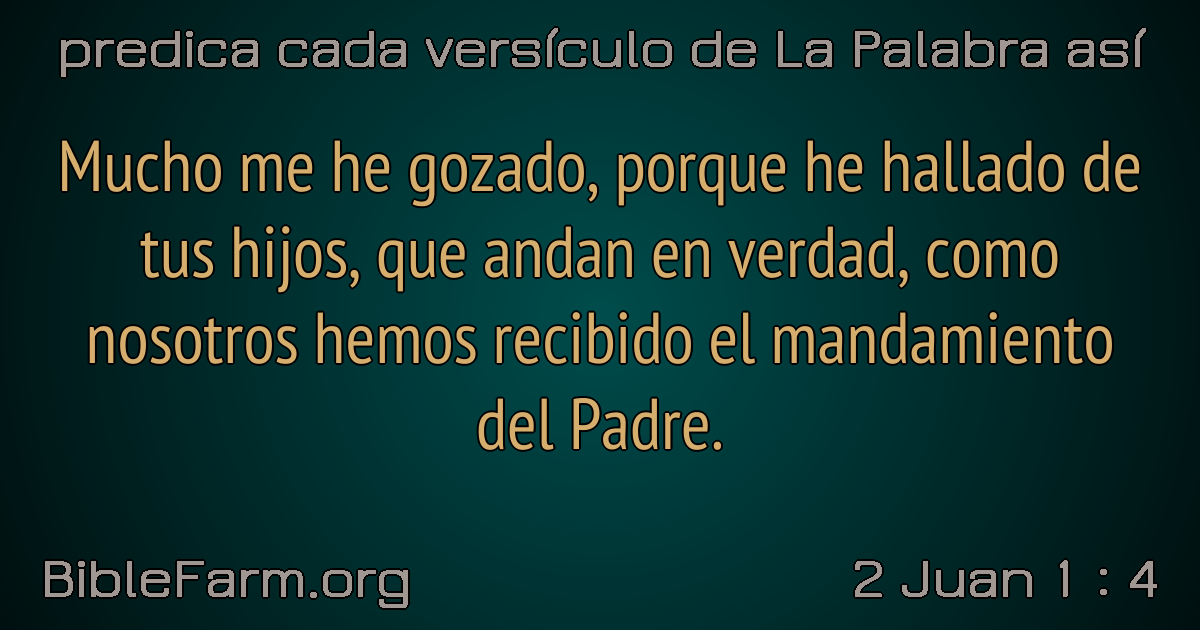 predica cada versículo de La Palabra así
Mucho me he gozado, porque he hallado de
tus hijos, que andan en verdad, como
nosotros hemos recibido el mandamiento
del Padre.
BibleFarm.org
2 Juan 1 : 4